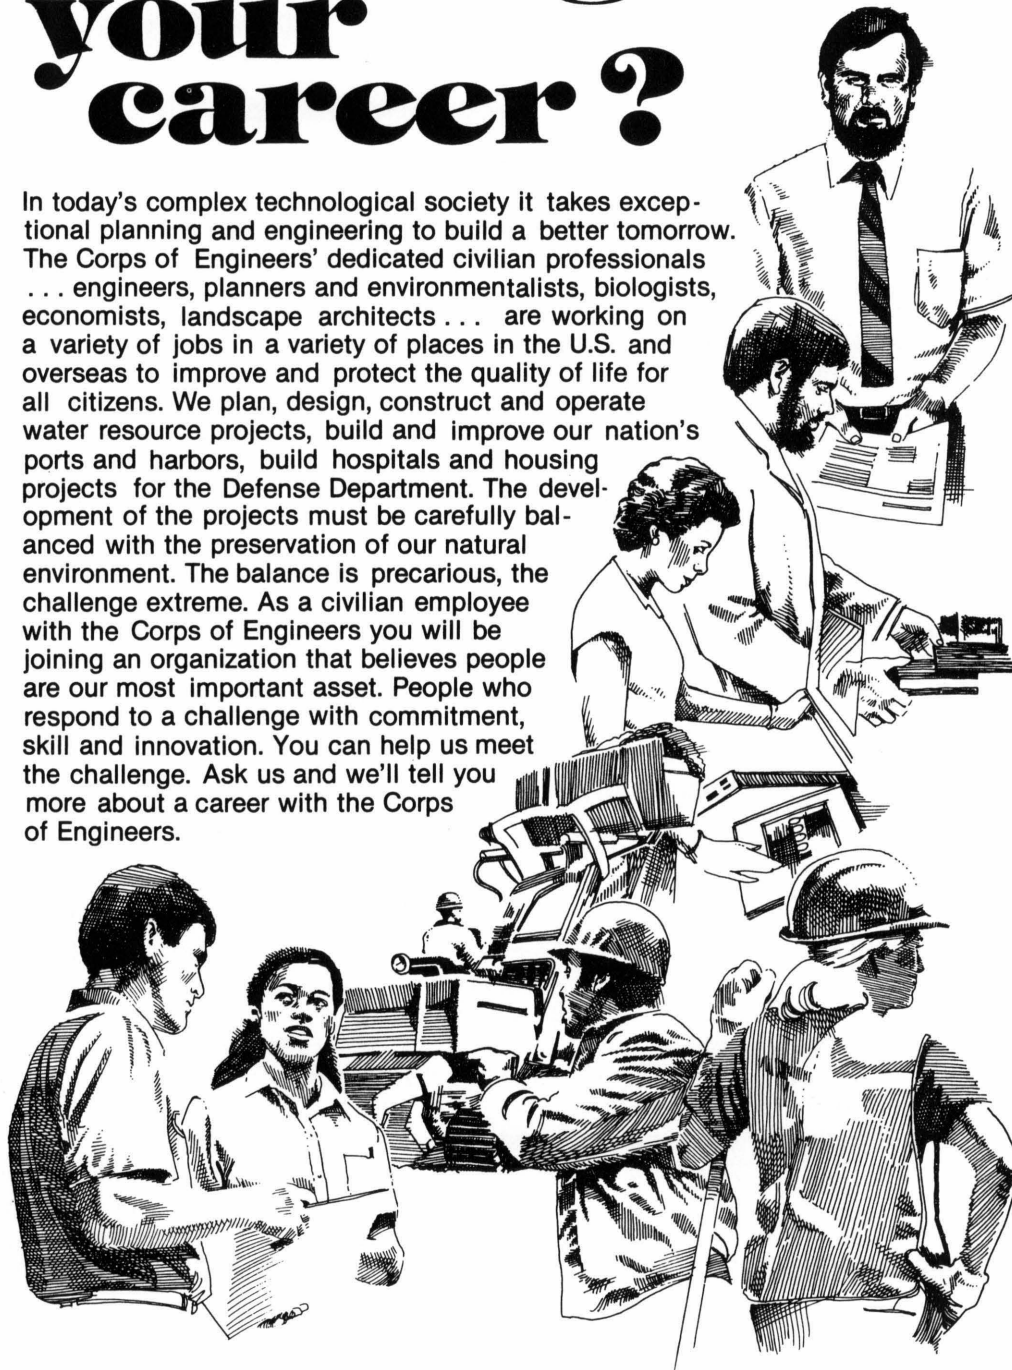 your
career?
In today's complex technological society it takes excep-
tional planning and engineering to build a better tomorrow.
The Corps of Engineers' dedicated civilian professionals
... engineers, planners and environmentalists, biologists,
economists, landscape architects ... are working on
a variety of jobs in a variety of places in the U.S. and
overseas to improve and protect the quality of life for
all citizens. We plan, design, construct and operate
water resource projects, build and improve our nation's
ports and harbors, build hospitals and housing
projects for the Defense Department. The devel-
opment of the projects must be carefully bal-
anced with the preservation of our natural
environment. The balance is precarious, the
challenge extreme. As a civilian employee
with the Corps of Engineers you will be
joining an organization that believes people
are our most important asset. People who
respond to a challenge with commitment,
skill and innovation. You can help us meet
the challenge. Ask us and we'll tell you
more about a career with the Corps
of Engineers.